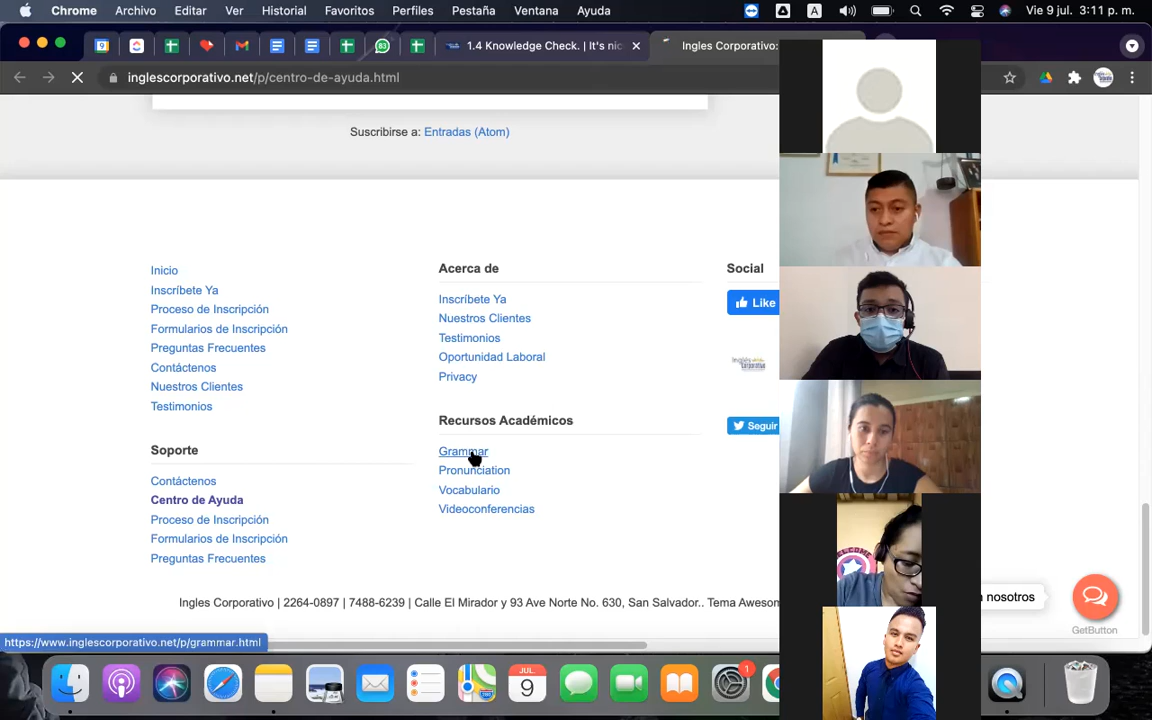 Chrome Archivo Editar Ver Historial Favoritos Perfiles Pestaña Ventana Ayuda A Vie 9 jul. 3:11 p. m.
83 1.4 Knowledge Check. | It's nic Ingles Corporativo:
inglescorporativo.net/p/centro-de-ayuda.html
Suscribirse a: Entradas (Atom)
Inicio
Inscríbete Ya
Proceso de Inscripción
Formularios de Inscripción
Preguntas Frecuentes
Contáctenos
Nuestros Clientes
Testimonios
Soporte
Contáctenos
Centro de Ayuda
Proceso de Inscripción
Formularios de Inscripción
Preguntas Frecuentes
Acerca de
Inscríbete Ya
Nuestros Clientes
Testimonios
Oportunidad Laboral
Privacy
Recursos Académicos
Grammar
Pronunciation
Vocabulario
Videoconferencias
Social
Like
Inglés
Corporativo
Seguir
WELCOME
nosotros
GetButton
Ingles Corporativo | 2264-0897 | 7488-6239 | Calle El Mirador y 93 Ave Norte No. 630, San Salvador.. Tema Awesom
https://www.inglescorporativo.net/p/grammar.html
JUL.
9
1